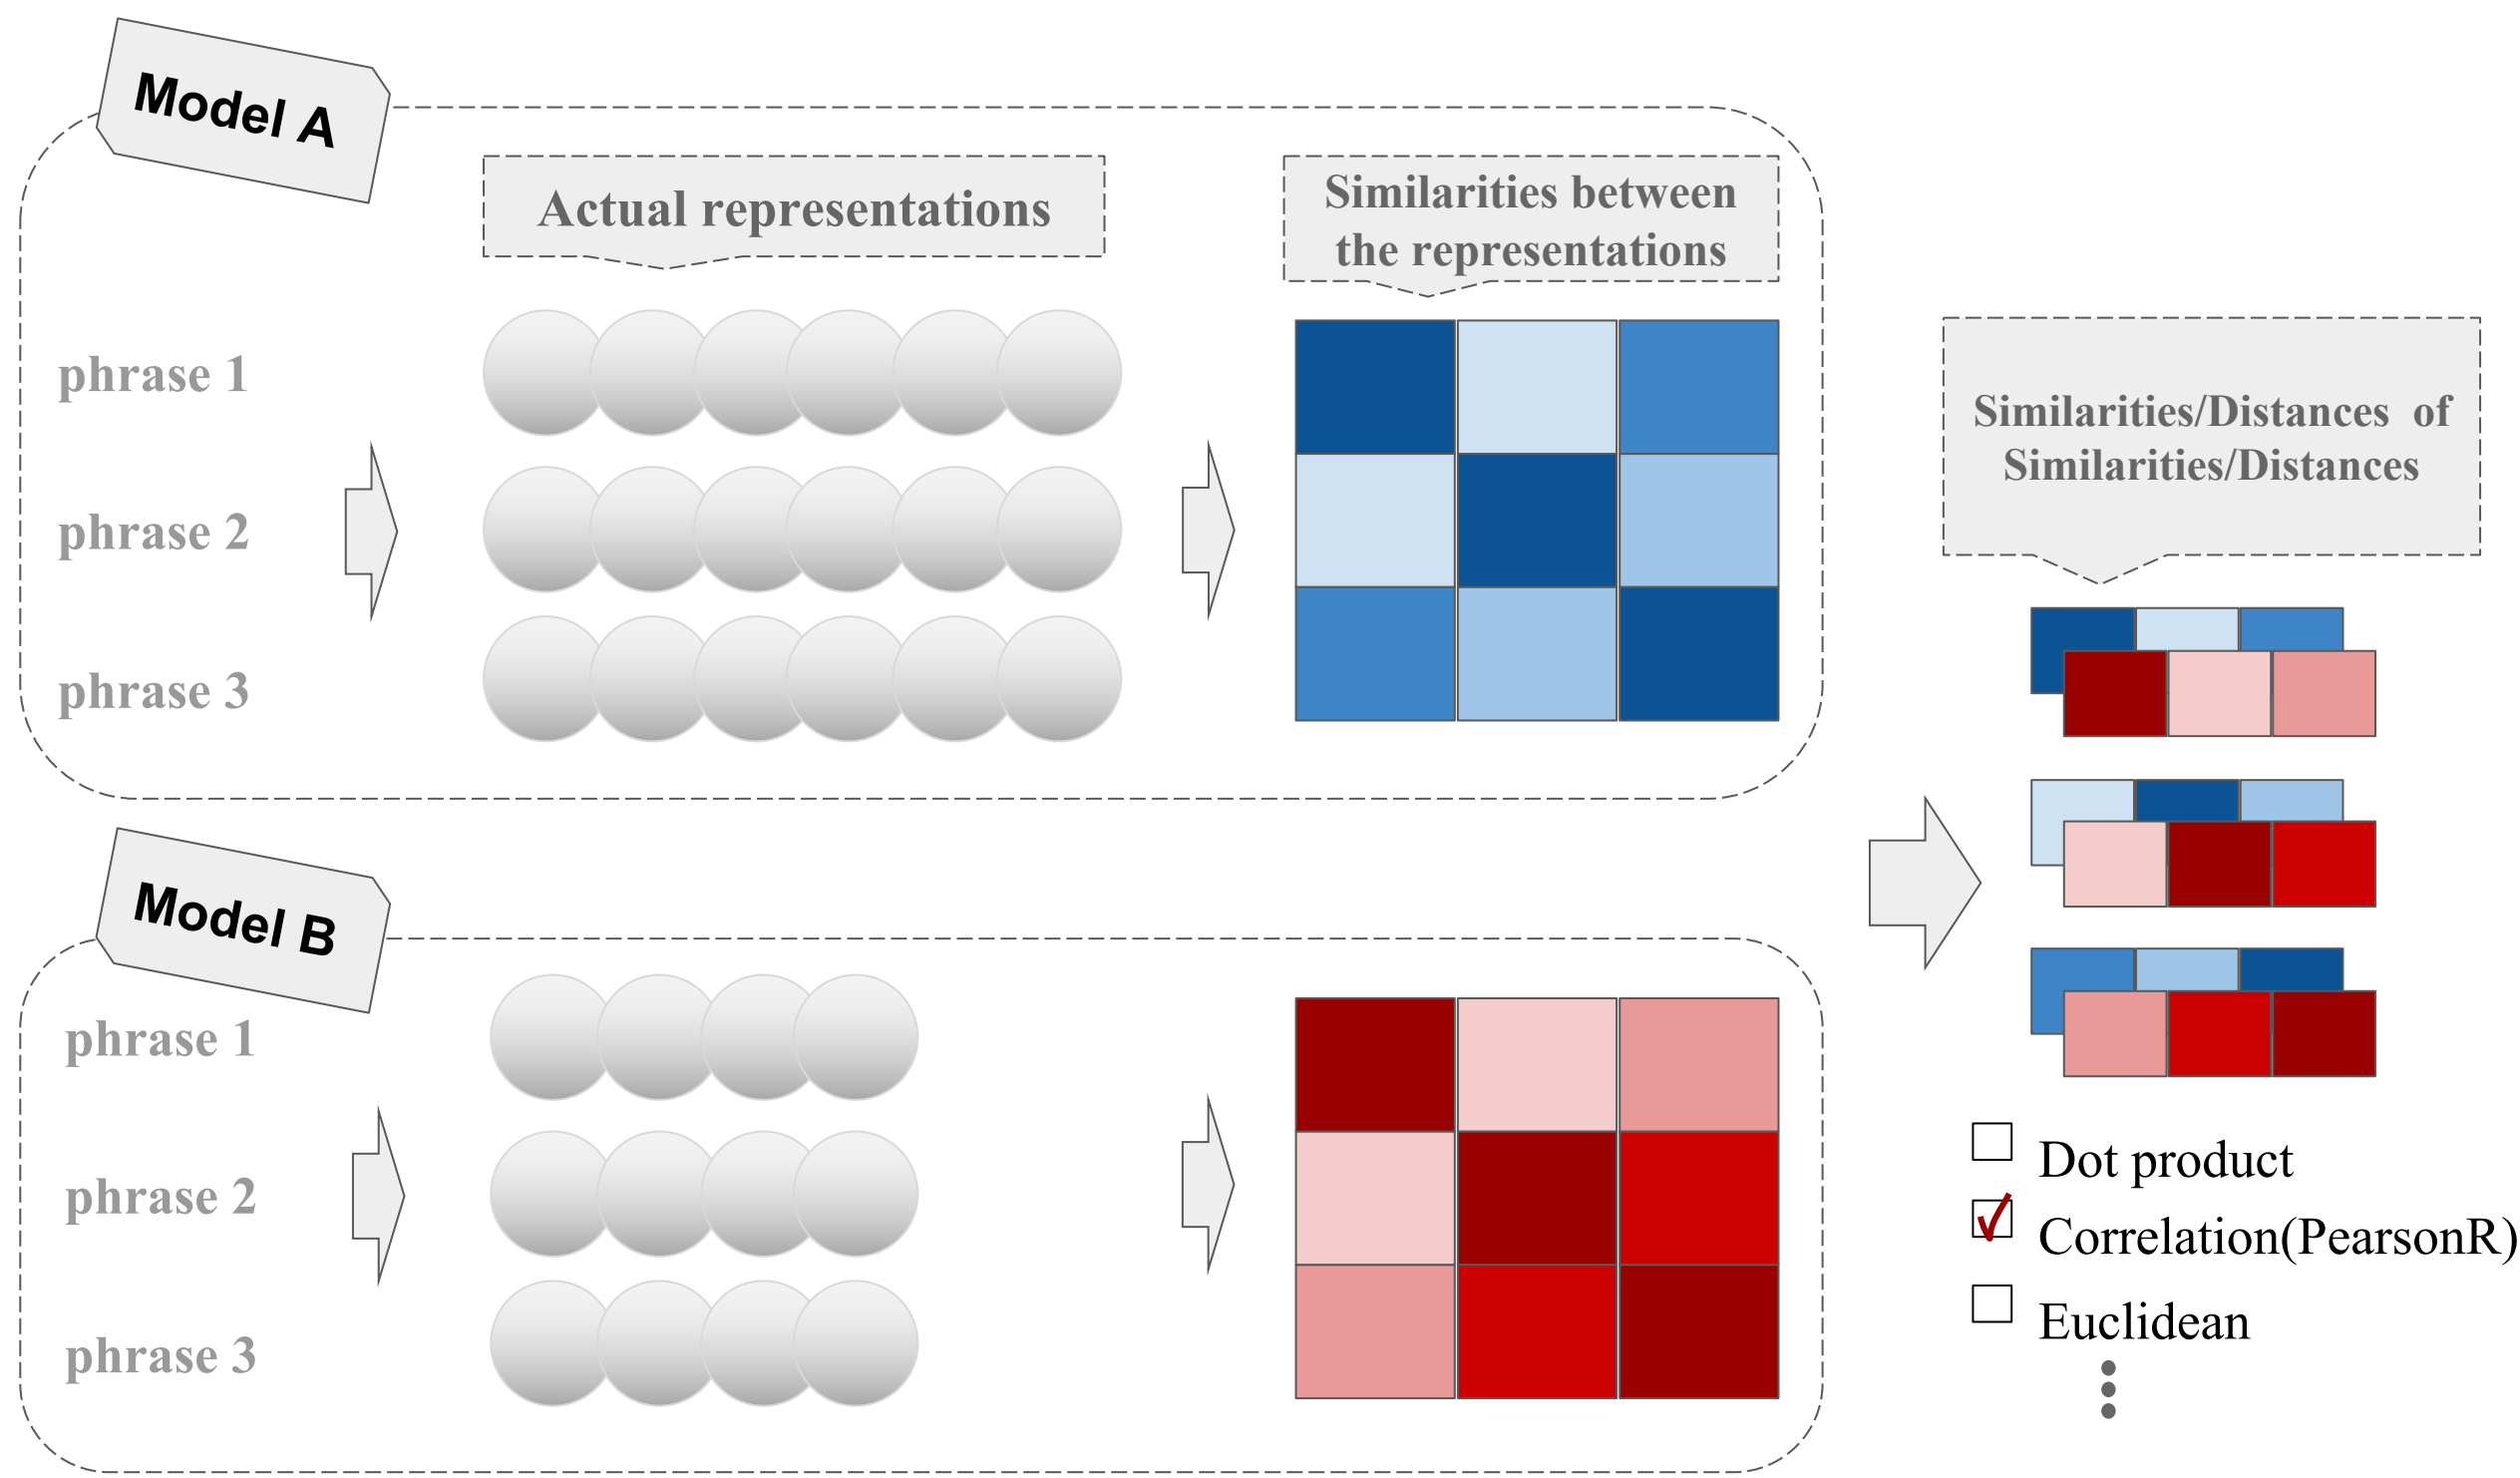 Model A
Actual representations
Similarities between
the representations
phrase 1
phrase 2
phrase 3
Similarities/Distances of
Similarities/Distances
Model B
phrase 1
phrase 2
phrase 3
Dot product
Correlation(PearsonR)
Euclidean